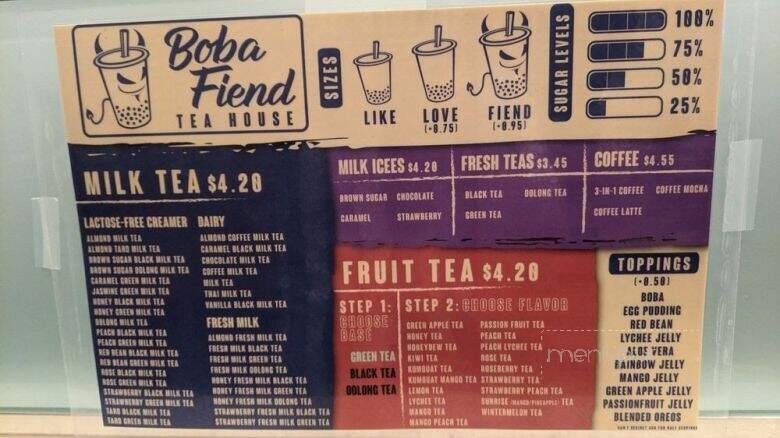 Boba
Fiend
TEA HOUSE
SIZES
LIKE
LOVE
(+0.75)
FIEND
(+0.95)
SUGAR LEVELS
100%
75%
50%
25%
MILK TEA $4.20
LACTOSE-FREE CREAMER
ALMOND MILK TEA
ALMOND TARO MILK TEA
BROWN SUGAR BLACK MILK TEA
BROWN SUGAR OOLONG MILK TEA
CARAMEL GREEN MILK TEA
JASMINE GREEN MILK TEA
HONEY BLACK MILK TEA
HONEY GREEN MILK TEA
OOLONG MILK TEA
PEACH BLACK MILK TEA
PEACH GREEN MILK TEA
RED BEAN BLACK MILK TEA
RED BEAN GREEN MILK TEA
ROSE BLACK MILK TEA
ROSE GREEN MILK TEA
STRAWBERRY BLACK MILK TEA
STRAWBERRY GREEN MILK TEA
TARO BLACK MILK TEA
TARO GREEN MILK TEA
DAIRY
ALMOND COFFEE MILK TEA
CARAMEL BLACK MILK TEA
CHOCOLATE MILK TEA
COFFEE MILK TEA
MILK TEA
THAI MILK TEA
VANILLA BLACK MILK TEA
FRESH MILK
ALMOND FRESH MILK TEA
FRESH MILK BLACK TEA
FRESH MILK GREEN TEA
FRESH MILK OOLONG TEA
HONEY FRESH MILK BLACK TEA
HONEY FRESH MILK GREEN TEA
HONEY FRESH MILK OOLONG TEA
STRAWBERRY FRESH MILK BLACK TEA
STRAWBERRY FRESH MILK GREEN TEA
MILK ICEES $4.20
BROWN SUGAR CHOCOLATE
CARAMEL STRAWBERRY
FRESH TEAS $3.45
BLACK TEA OOLONG TEA
GREEN TEA
COFFEE $4.55
3-IN-1 COFFEE COFFEE MOCHA
COFFEE LATTE
FRUIT TEA $4.20
STEP 1:
CHOOSE
BASE
GREEN TEA
BLACK TEA
OOLONG TEA
STEP 2: CHOOSE FLAVOR
GREEN APPLE TEA
HONEY TEA
HONEYDEW TEA
KIWI TEA
KUMQUAT TEA
KUMQUAT MANGO TEA
LEMON TEA
LYCHEE TEA
MANGO TEA
MANGO PEACH TEA
PASSION FRUIT TEA
PEACH TEA
PEACH LYCHEE TEA
ROSE TEA
ROSEBERRY TEA
STRAWBERRY TEA
STRAWBERRY PEACH TEA
SUNRISE (MANGO/PINEAPPLE) TEA
WINTERMELON TEA
TOPPINGS
(+0.50)
BOBA
EGG PUDDING
RED BEAN
LYCHEE JELLY
ALOE VERA
RAINBOW JELLY
MANGO JELLY
GREEN APPLE JELLY
PASSIONFRUIT JELLY
BLENDED OREOS